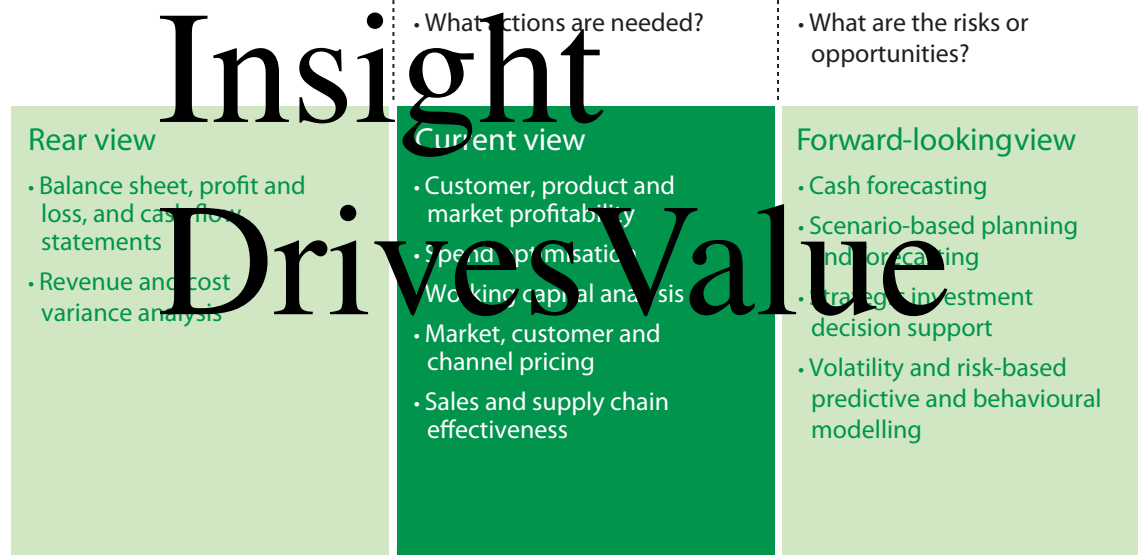 Insight
Drives Value
• What actions are needed?
• What are the risks or
opportunities?
Rear view
• Balance sheet, profit and
loss, and cash flow
statements
• Revenue and cost
variance analysis
Current view
• Customer, product and
market profitability
• Spend optimisation
• Working capital analysis
• Market, customer and
channel pricing
• Sales and supply chain
effectiveness
Forward-lookingview
• Cash forecasting
• Scenario-based planning
and forecasting
• Strategic investment
decision support
• Volatility and risk-based
predictive and behavioural
modelling